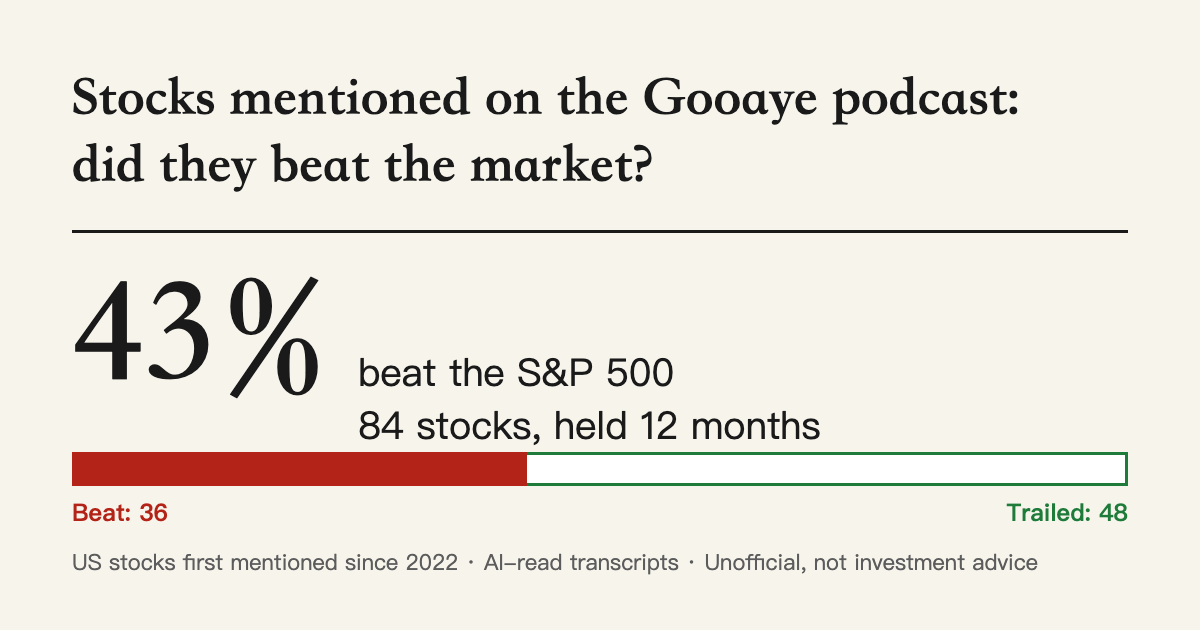 Stocks mentioned on the Gooaye podcast:
did they beat the market?
43%
beat the S&P 500
84 stocks, held 12 months
Beat: 36
Trailed: 48
US stocks first mentioned since 2022 · AI–read transcripts · Unofficial, not investment advice